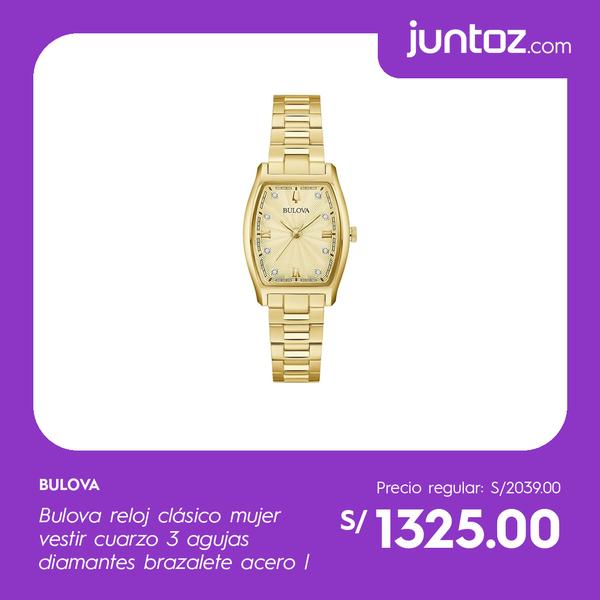 juntoz.com
BULOVA
BULOVA
Precio regular: S/2039.00
S/1325.00
Bulova reloj clásico mujer
vestir cuarzo 3 agujas
diamantes brazalete acero |